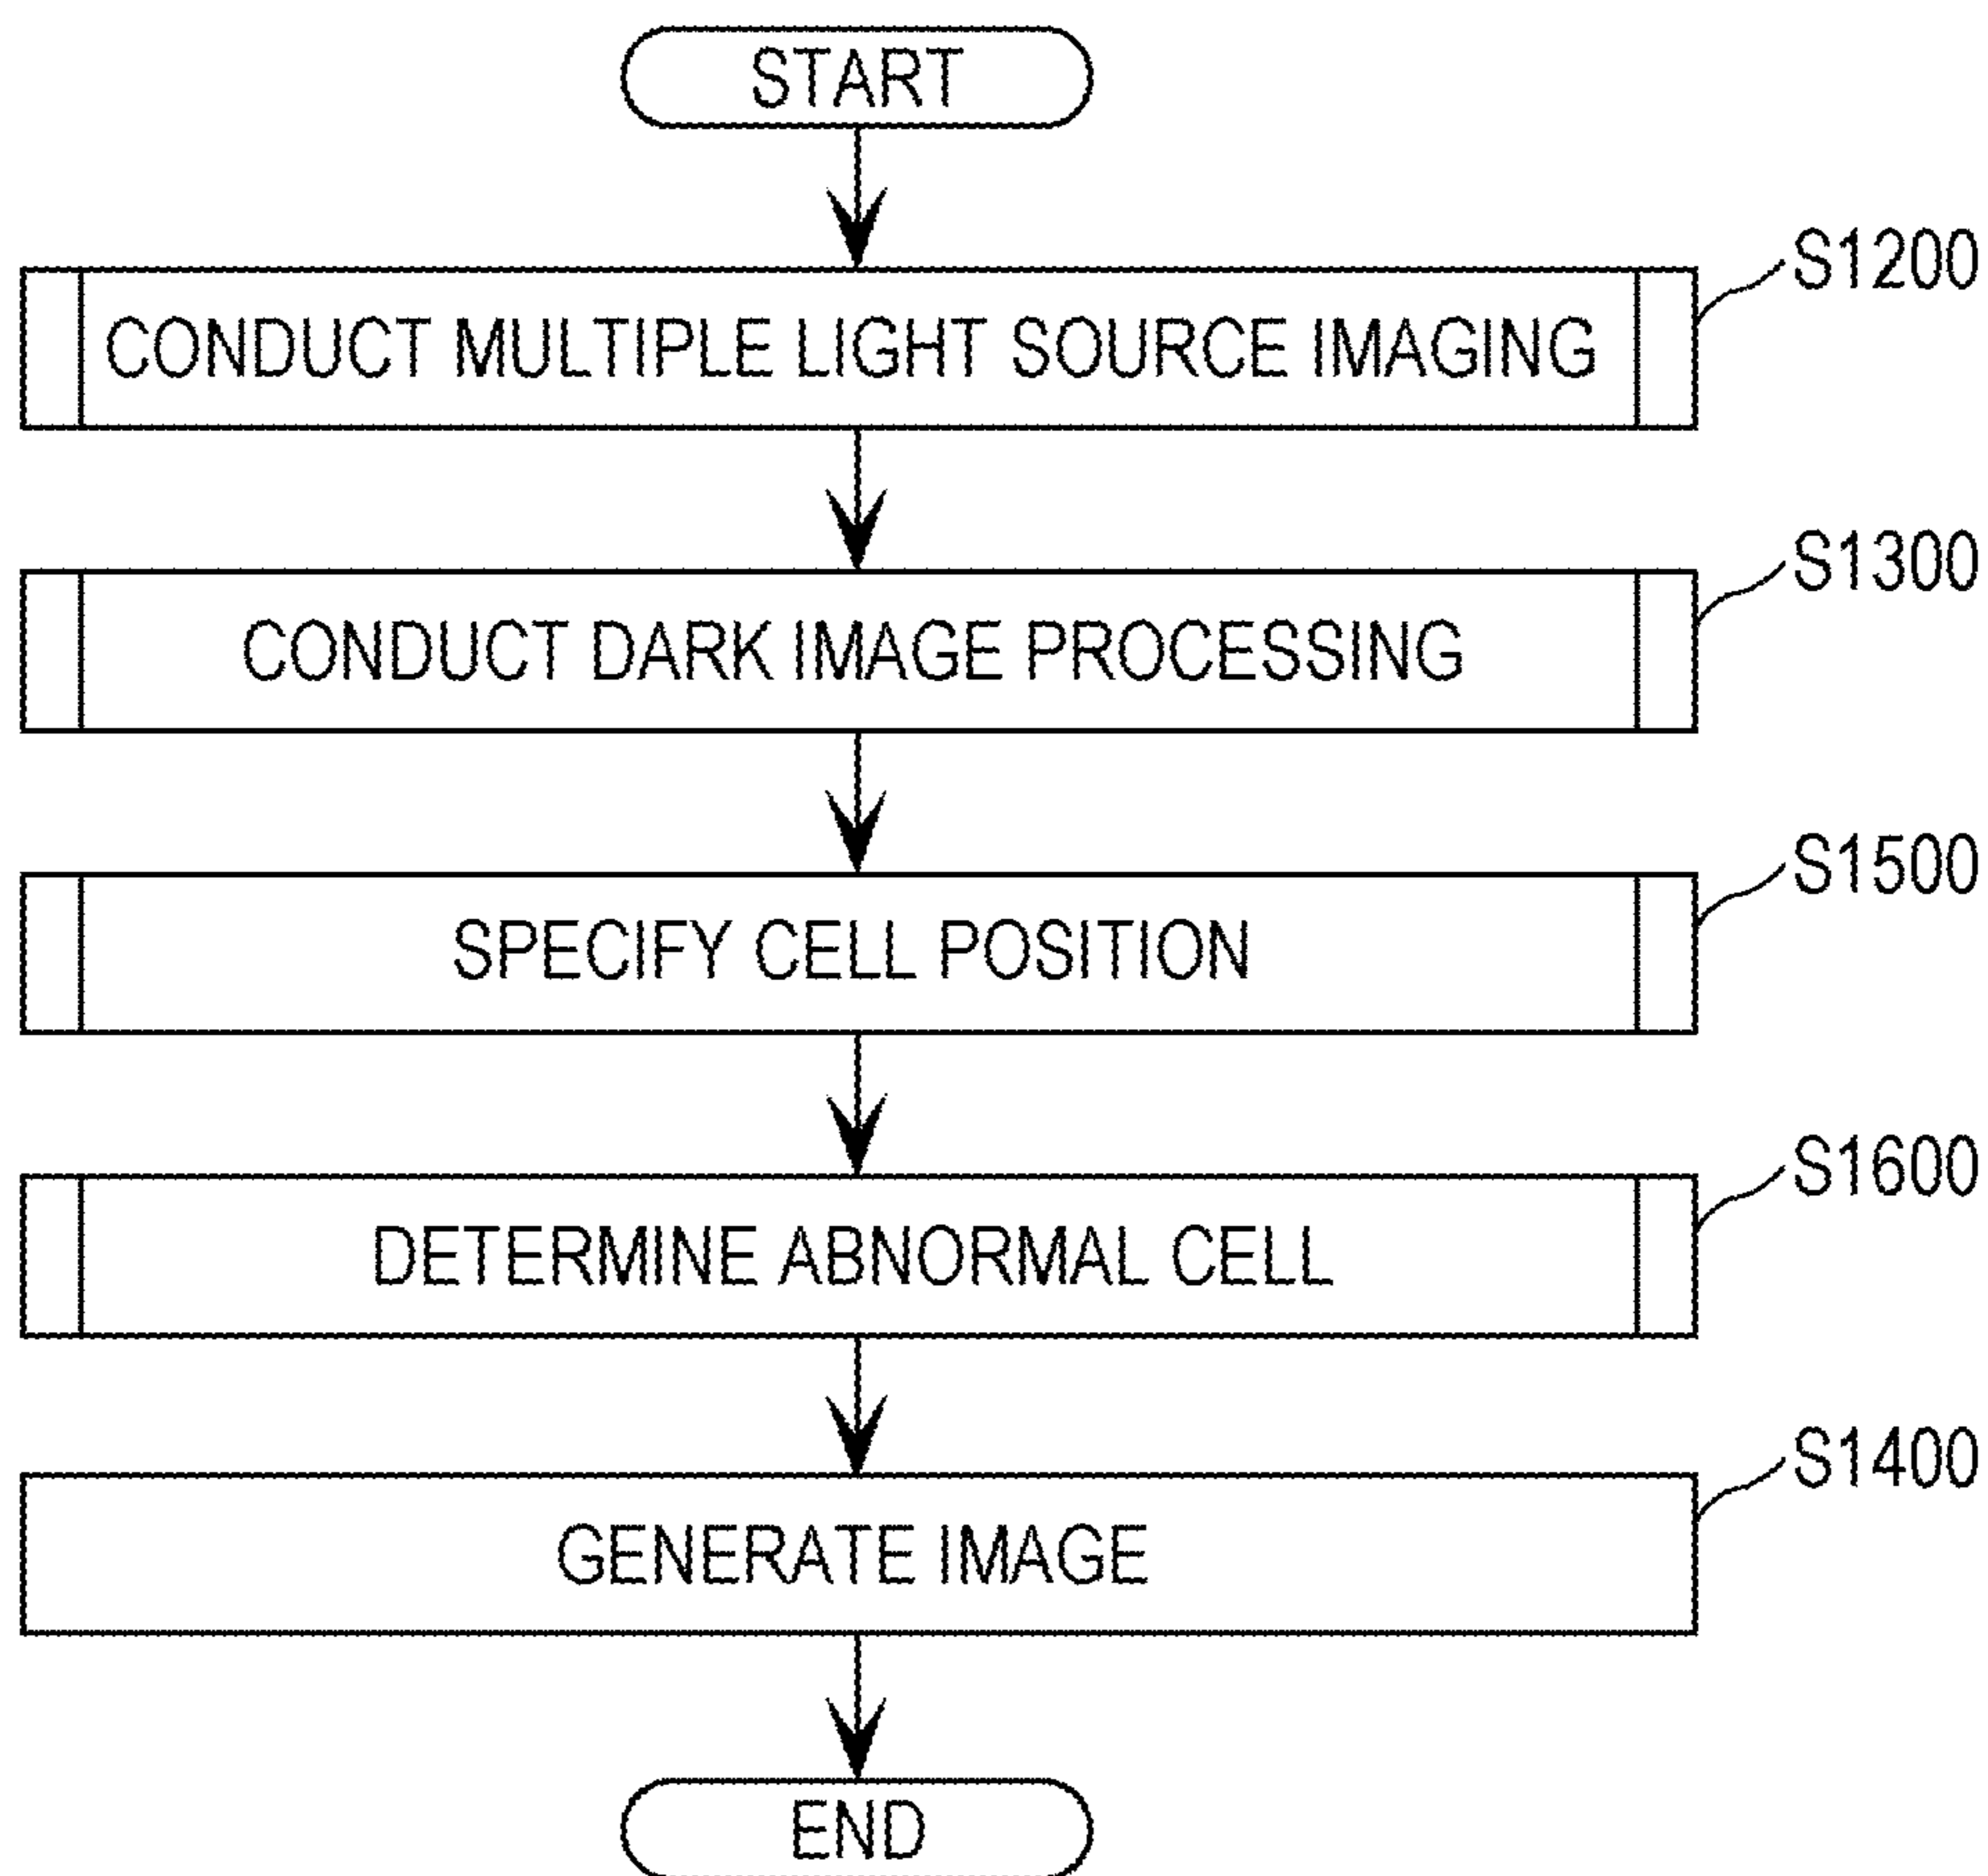 START
S1200
CONDUCT MULTIPLE LIGHT SOURCE IMAGING
S1300
CONDUCT DARK IMAGE PROCESSING
S1500
SPECIFY CELL POSITION
S1600
DETERMINE ABNORMAL CELL
S1400
GENERATE IMAGE
END